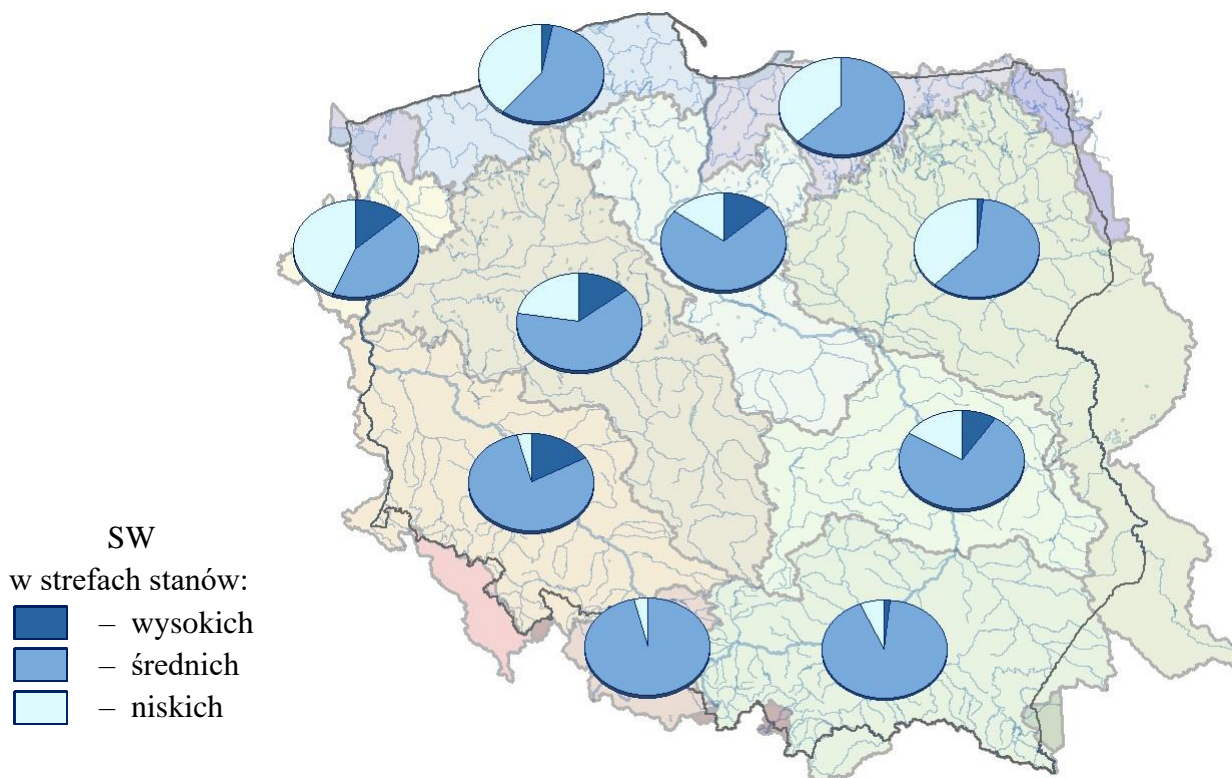 SW
w strefach stanów:
– wysokich
– średnich
– niskich